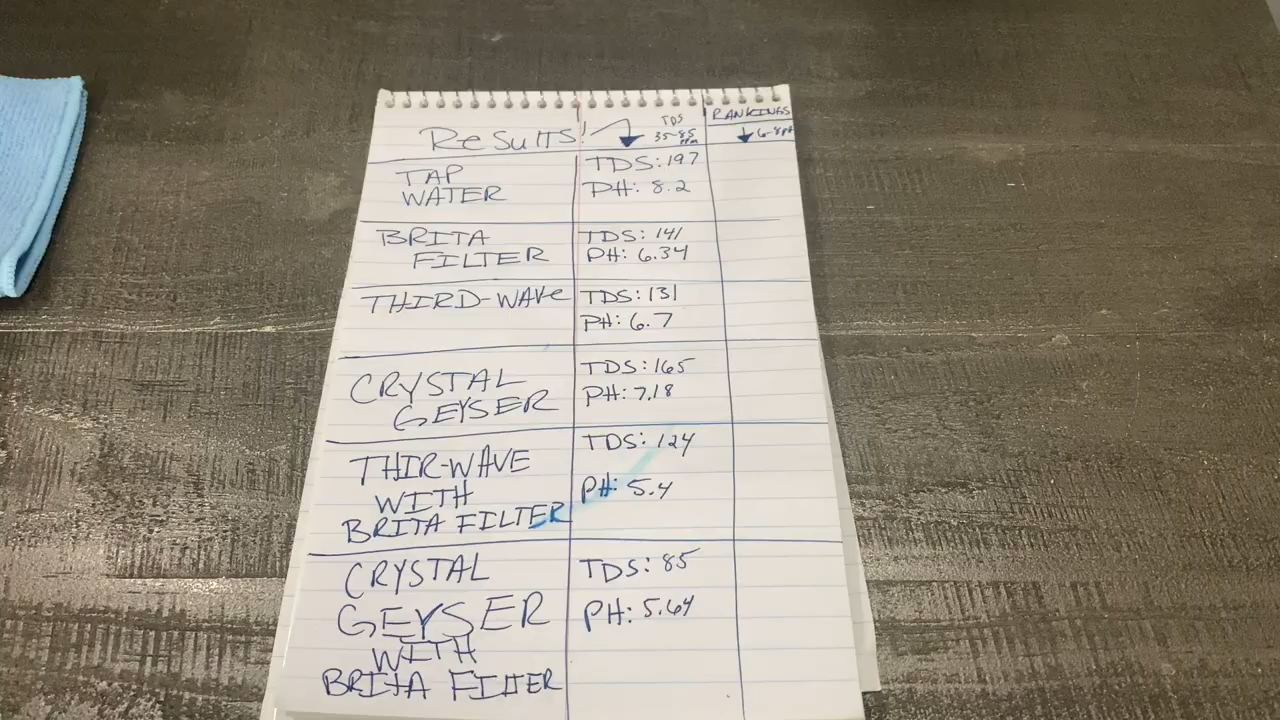 RESULTS! TDS RANKINGS
35-85 6-8pH
ppm
TAP TDS: 197
WATER PH: 8.2
BRITA TDS: 141
FILTER PH: 6.34
THIRD-WAVE TDS: 131
PH: 6.7
CRYSTAL TDS: 165
GEYSER PH: 7.18
THIR-WAVE TDS: 124
WITH PH: 5.4
BRITA FILTER
CRYSTAL TDS: 85
GEYSER PH: 5.64
WITH
BRITA FILTER